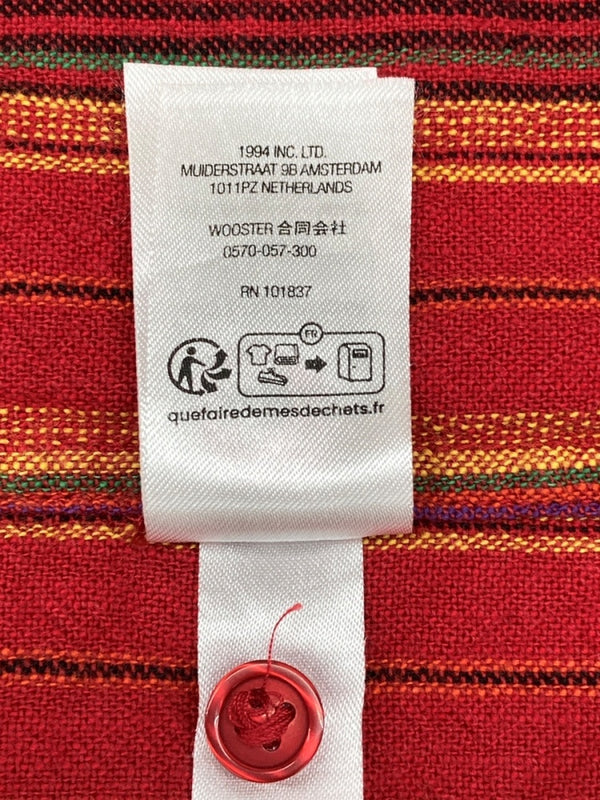 1994 INC. LTD.
MUIDERSTRAAT 9B AMSTERDAM
1011PZ NETHERLANDS
WOOSTER 合同会社
0570-057-300
RN 101837
FR
quefairedemesdechets.fr